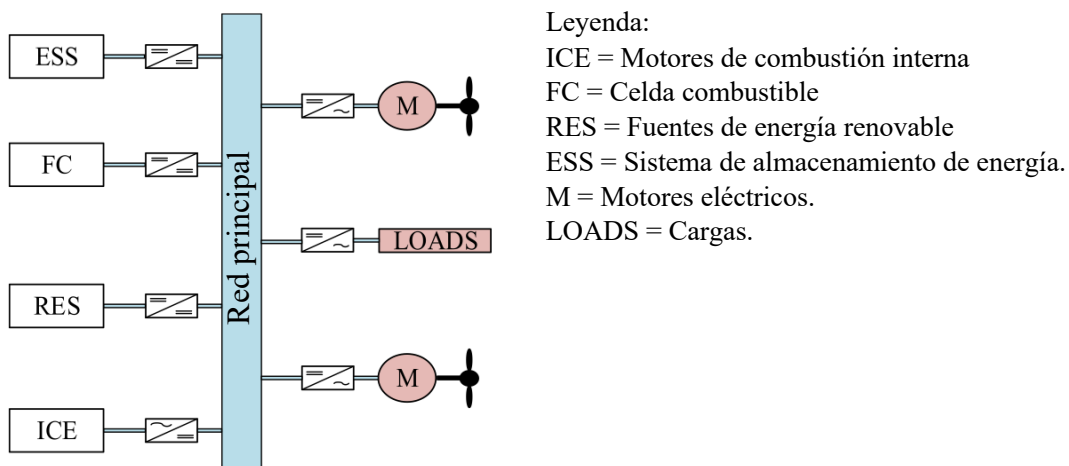 ESS
FC
RES
ICE
Red principal
M
LOADS
M
Leyenda:
ICE = Motores de combustión interna
FC = Celda combustible
RES = Fuentes de energía renovable
ESS = Sistema de almacenamiento de energía.
M = Motores eléctricos.
LOADS = Cargas.